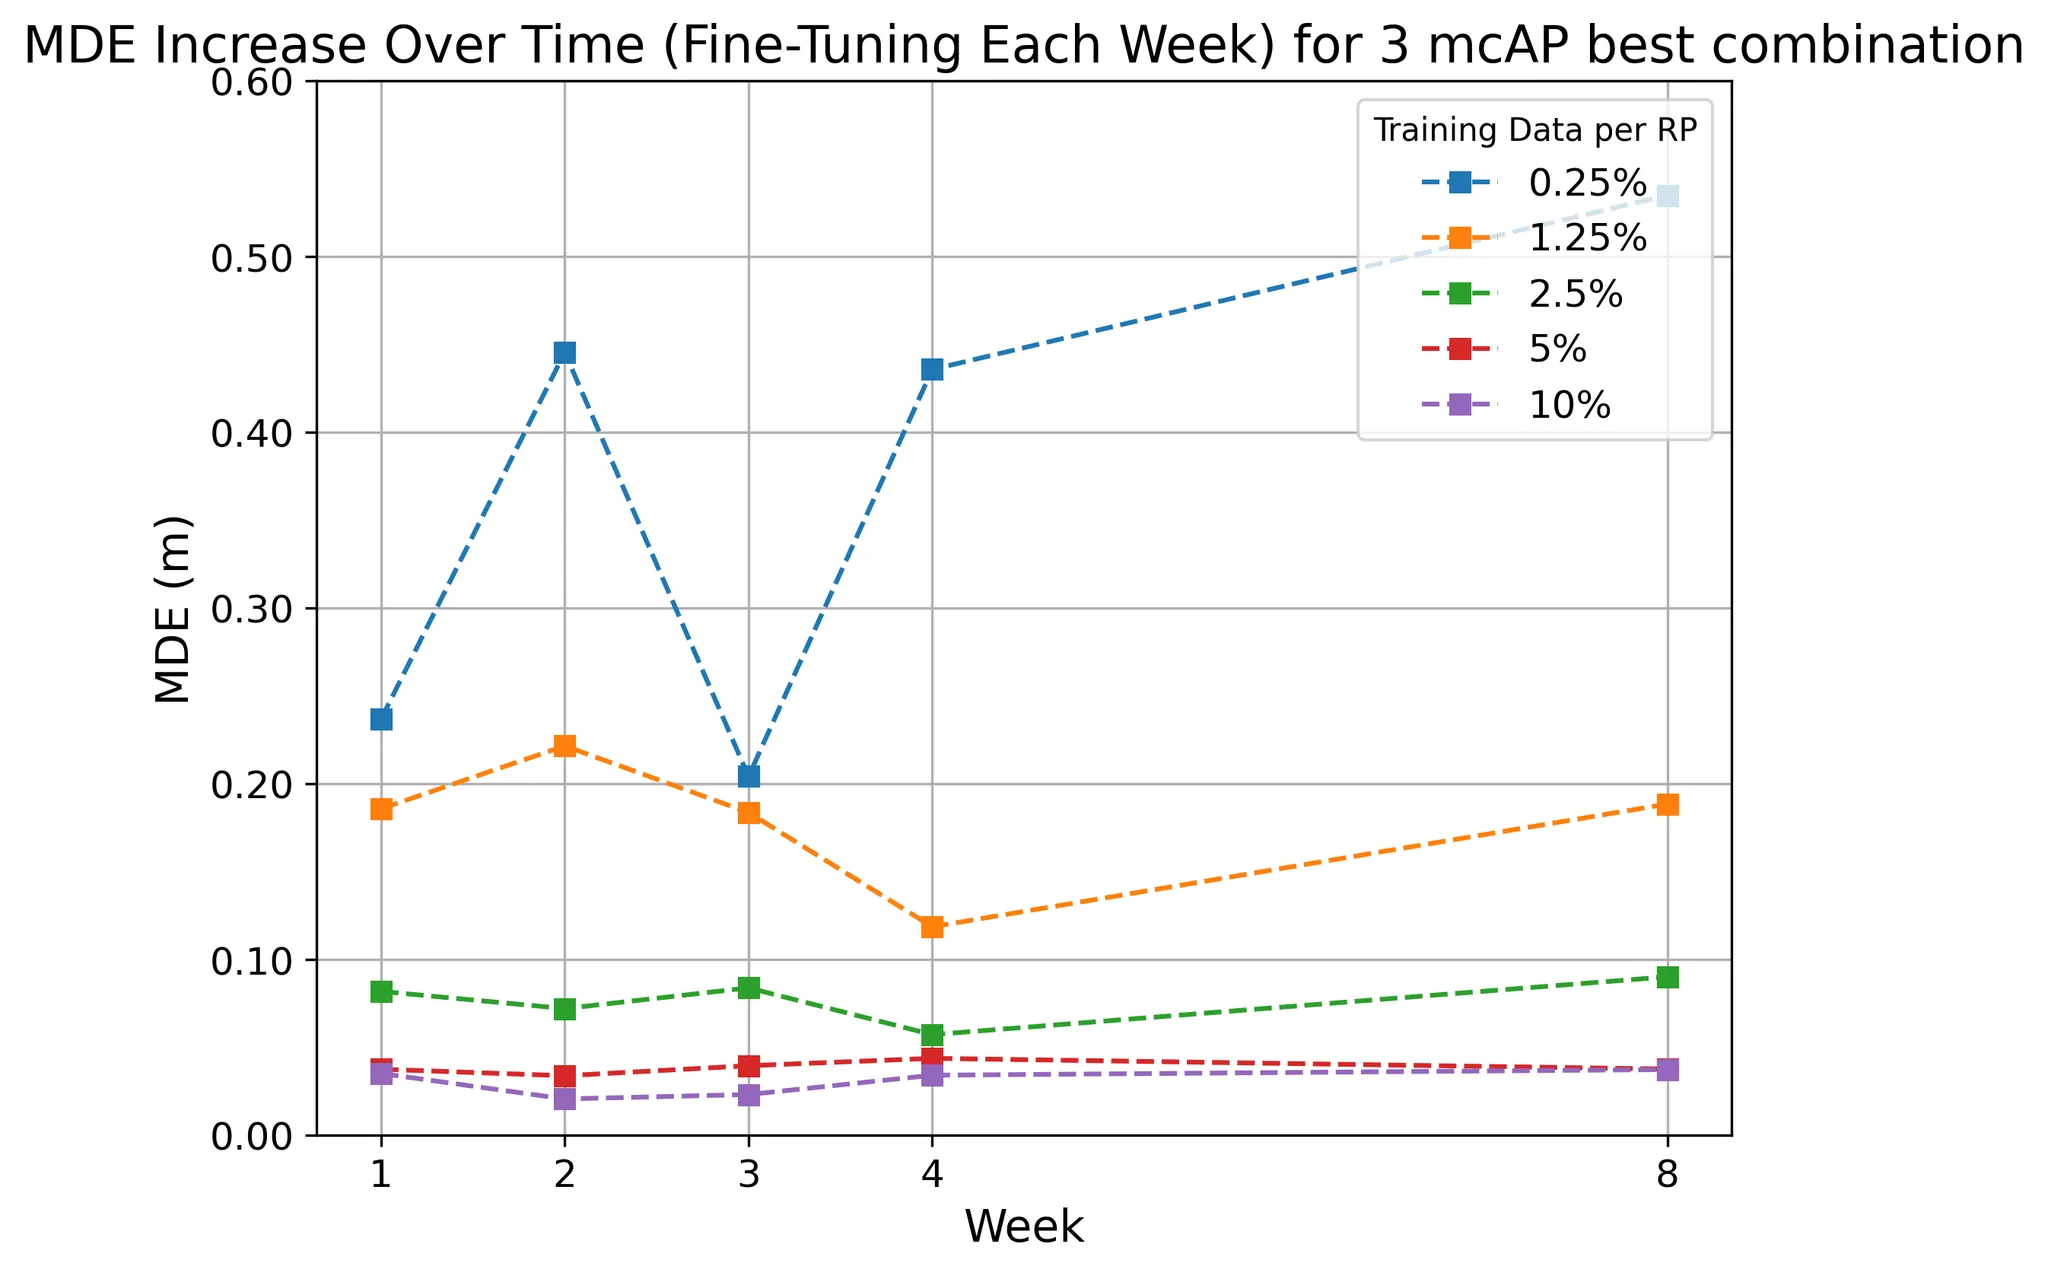 MDE Increase Over Time (Fine-Tuning Each Week) for 3 mcAP best combination
0.60
0.50
0.40
0.30
0.20
0.10
0.00
MDE (m)
Training Data per RP
0.25%
1.25%
2.5%
5%
10%
1 2 3 4 8
Week